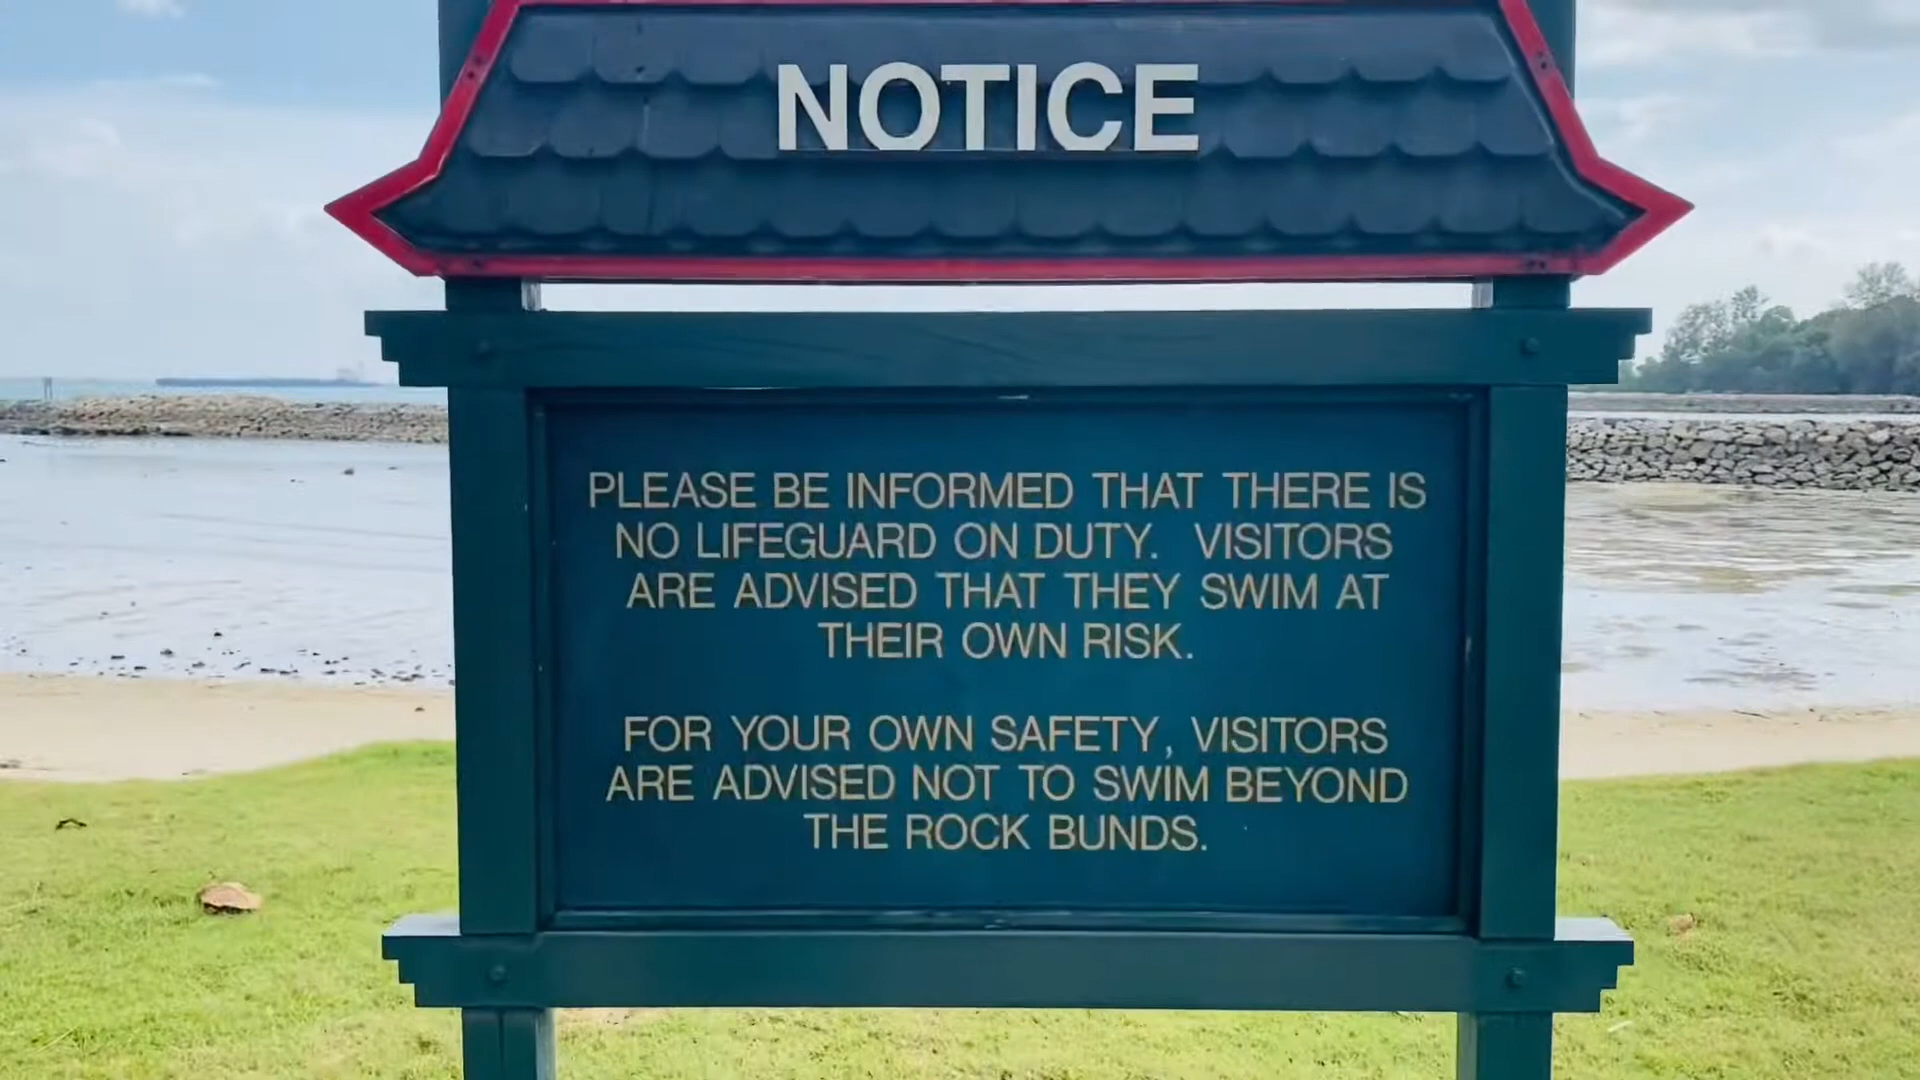 NOTICE
PLEASE BE INFORMED THAT THERE IS
NO LIFEGUARD ON DUTY. VISITORS
ARE ADVISED THAT THEY SWIM AT
THEIR OWN RISK.
FOR YOUR OWN SAFETY, VISITORS
ARE ADVISED NOT TO SWIM BEYOND
THE ROCK BUNDS.